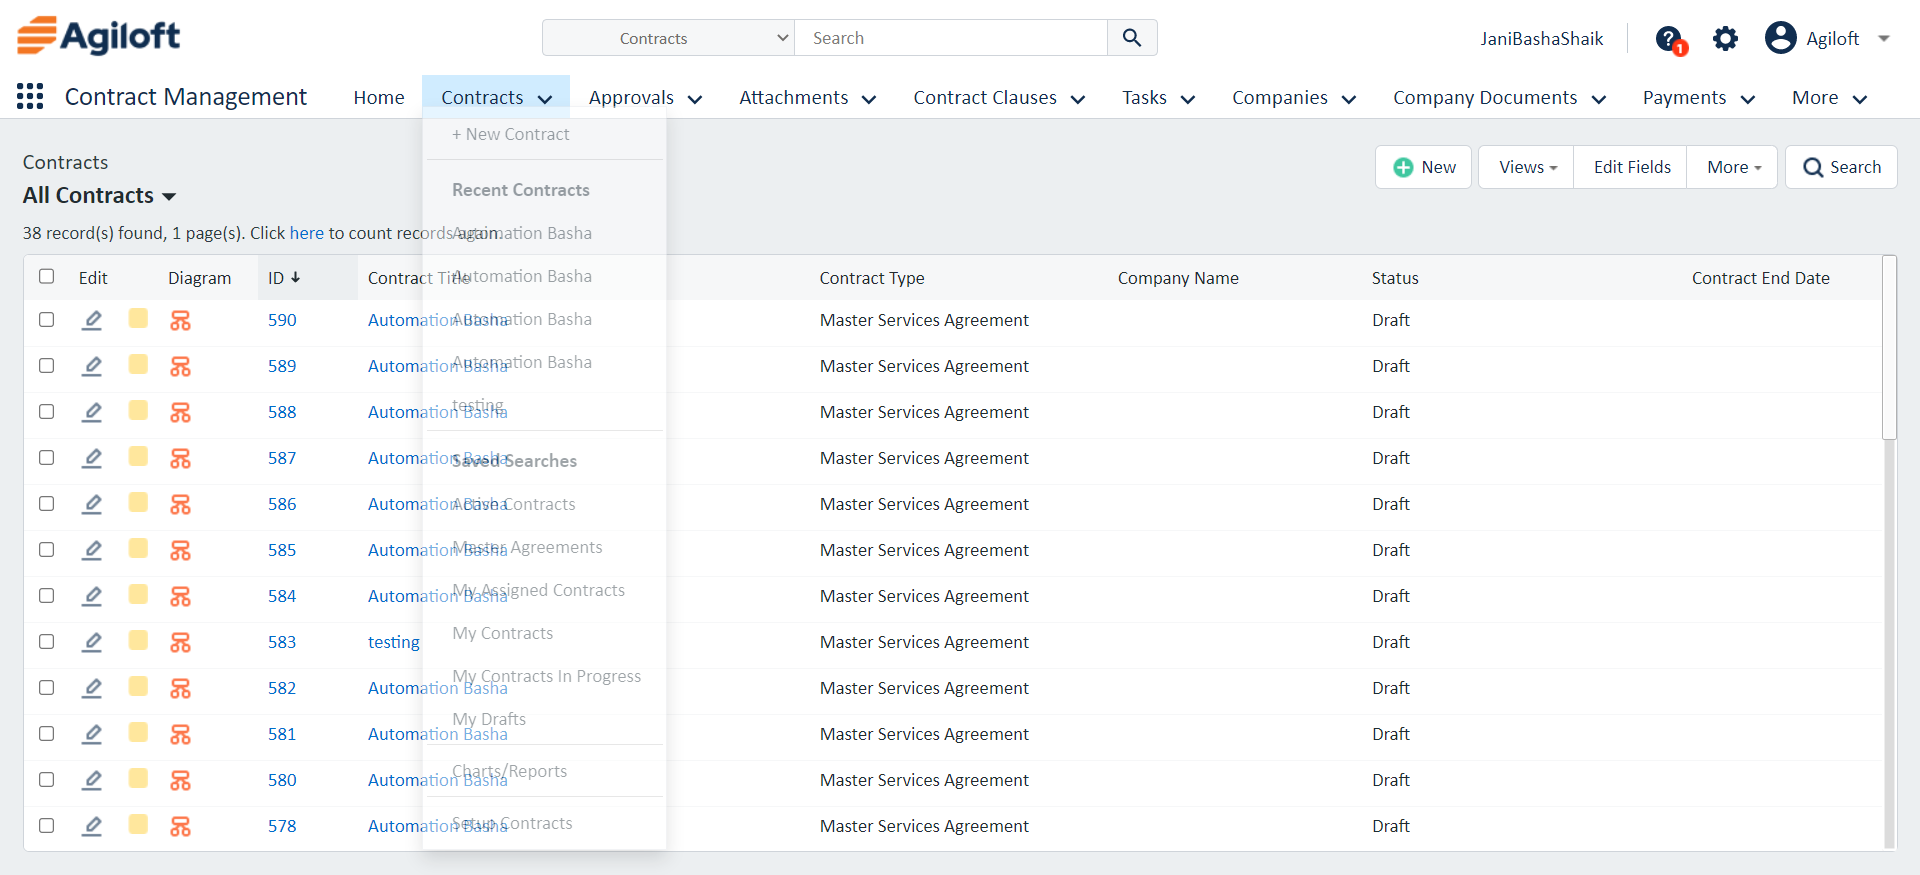 Agiloft
Contracts
Search
JaniBashaShaik
1
Agiloft
Contract Management
Home
Contracts
Approvals
Attachments
Contract Clauses
Tasks
Companies
Company Documents
Payments
More
+ New Contract
Recent Contracts
Automation Basha
Automation Basha
Automation Basha
Automation Basha
testing
Saved Searches
Active Contracts
Master Agreements
My Assigned Contracts
My Contracts
My Contracts In Progress
My Drafts
Charts/Reports
Setup Contracts
Contracts
All Contracts
New
Views
Edit Fields
More
Search
38 record(s) found, 1 page(s). Click here to count records again.
Edit Diagram ID Contract Title Contract Type Company Name Status Contract End Date
590 Automation Basha Master Services Agreement Draft
589 Automation Basha Master Services Agreement Draft
588 Automation Basha Master Services Agreement Draft
587 Automation Basha Master Services Agreement Draft
586 Automation Basha Master Services Agreement Draft
585 Automation Basha Master Services Agreement Draft
584 Automation Basha Master Services Agreement Draft
583 testing Master Services Agreement Draft
582 Automation Basha Master Services Agreement Draft
581 Automation Basha Master Services Agreement Draft
580 Automation Basha Master Services Agreement Draft
578 Automation Basha Master Services Agreement Draft